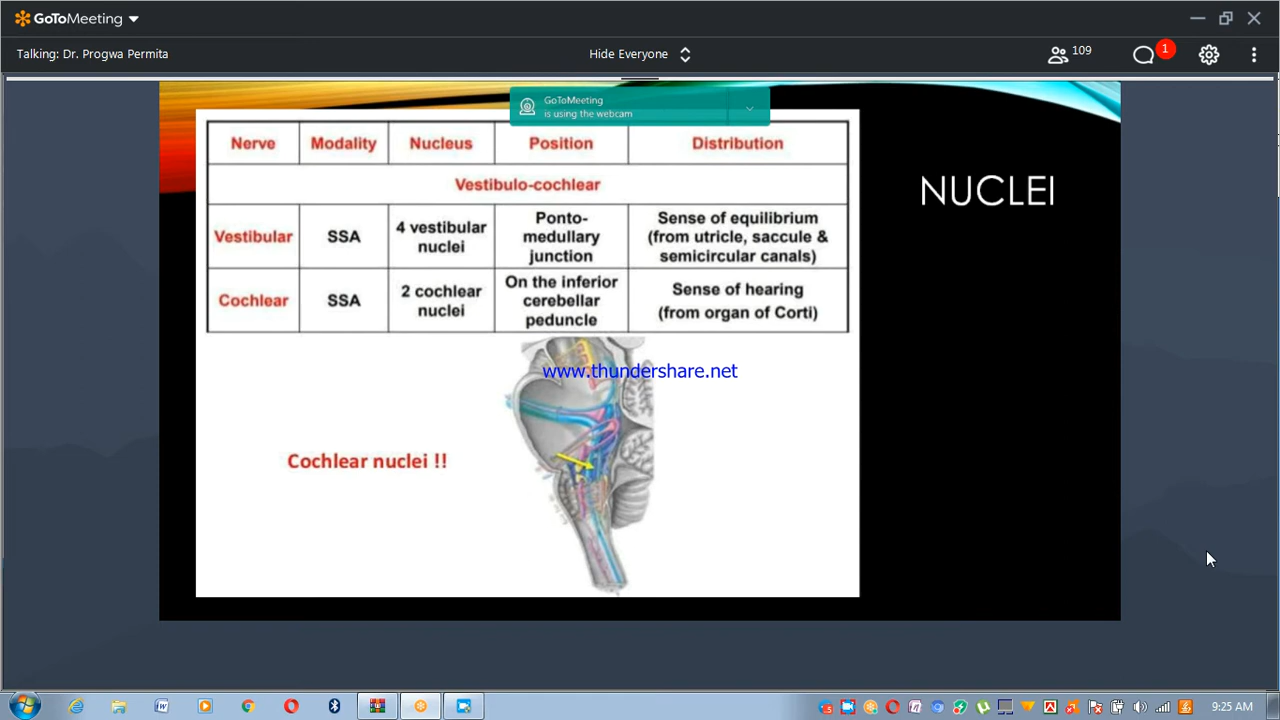 GoToMeeting
Talking: Dr. Progwa Permita
Hide Everyone
109
1
GoToMeeting
is using the webcam
Nerve Modality Nucleus Position Distribution
Vestibulo-cochlear
Vestibular
SSA
4 vestibular
nuclei
Ponto-
medullary
junction
Sense of equilibrium
(from utricle, saccule &
semicircular canals)
Cochlear
SSA
2 cochlear
nuclei
On the inferior
cerebellar
peduncle
Sense of hearing
(from organ of Corti)
NUCLEI
www.thundershare.net
Cochlear nuclei !!
9:25 AM